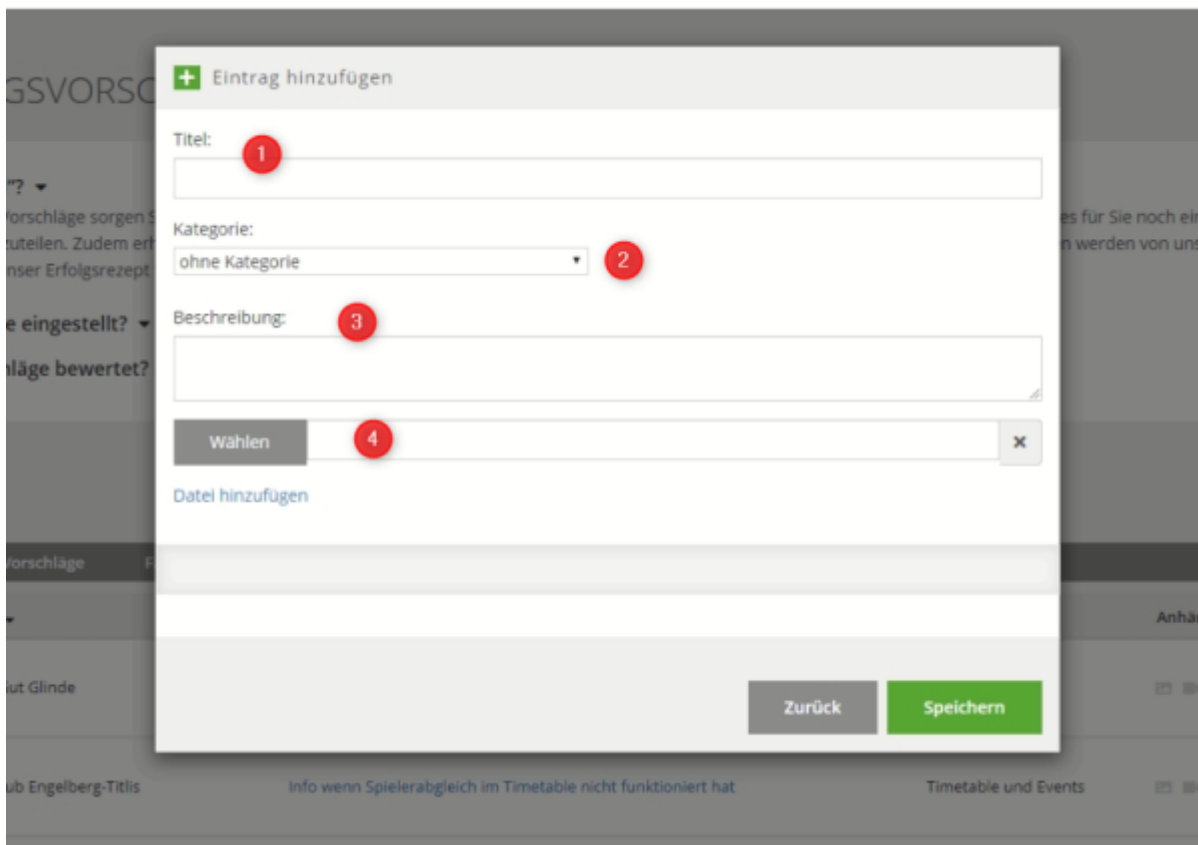 GSVORSC
Eintrag hinzufügen
Titel:
1
"?
Vorschläge sorgen S
es für Sie noch ein
zuteilen. Zudem erh
n werden von uns
unser Erfolgsrezept
Kategorie:
ohne Kategorie
2
e eingestellt?
Beschreibung:
3
hläge bewertet?
Wählen
4
Datei hinzufügen
Vorschläge
F
Anhä
Gut Glinde
Zurück
Speichern
ub Engelberg-Titlis
Info wenn Spielerabgleich im Timetable nicht funktioniert hat
Timetable und Events